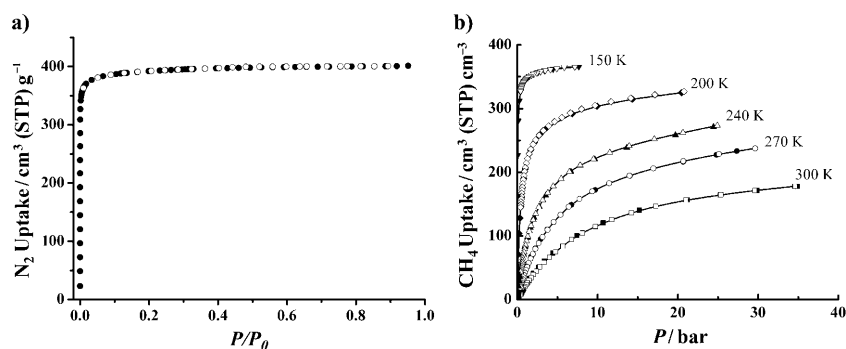 a)
N₂ Uptake / cm³ (STP) g⁻¹
500
400
300
200
100
0
0.0 0.2 0.4 0.6 0.8 1.0
P/P₀
b)
CH₄ Uptake / cm³ (STP) cm⁻³
400
300
200
100
0
150 K
200 K
240 K
270 K
300 K
0 10 20 30 40
P / bar